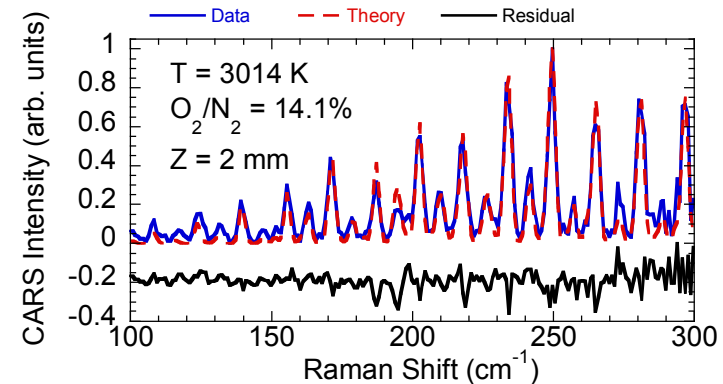 Data Theory Residual
T = 3014 K
O₂/N₂ = 14.1%
Z = 2 mm
CARS Intensity (arb. units)
1
0.8
0.6
0.4
0.2
0
-0.2
-0.4
100 150 200 250 300
Raman Shift (cm⁻¹)